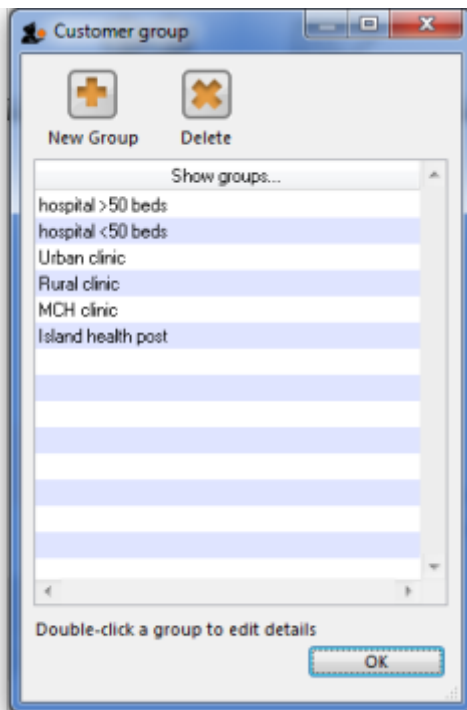 Customer group
New Group Delete
Show groups...
hospital >50 beds
hospital <50 beds
Urban clinic
Rural clinic
MCH clinic
Island health post
Double-click a group to edit details
OK